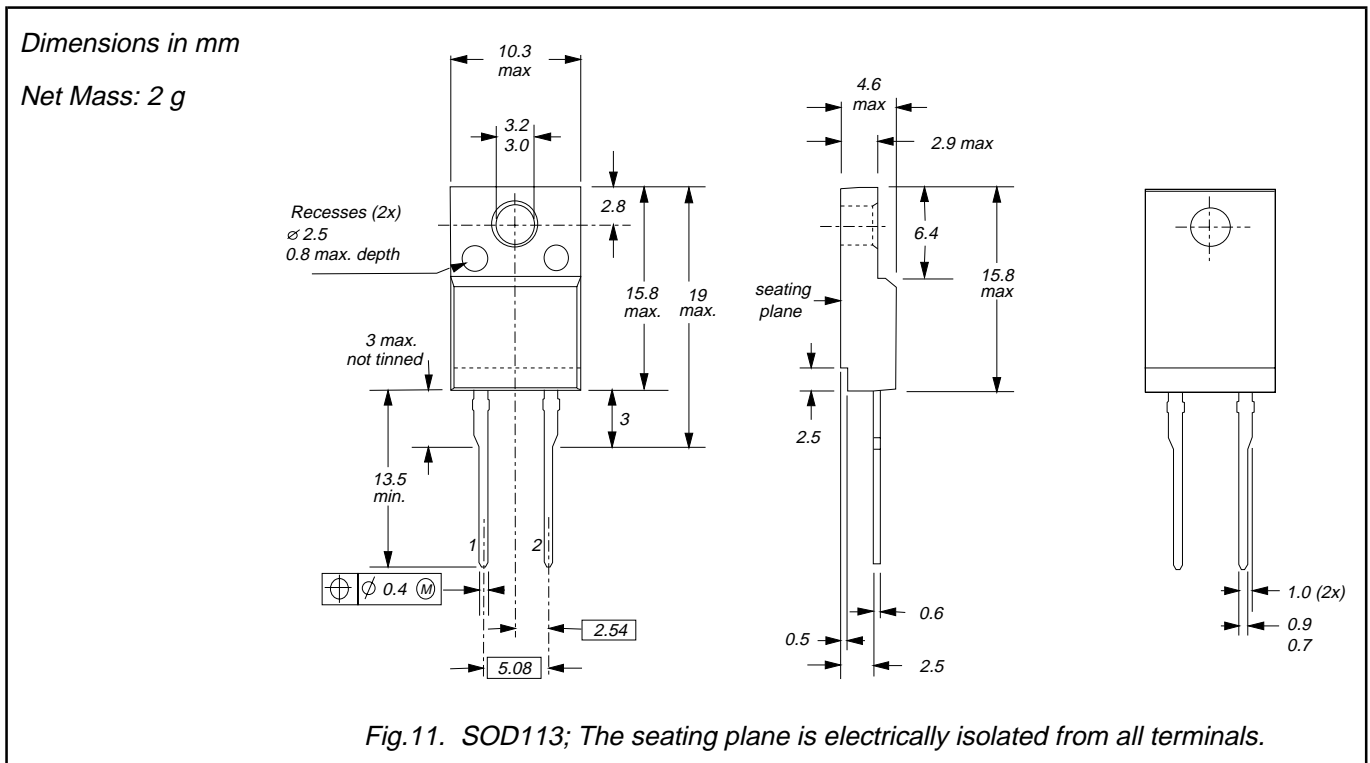 Dimensions in mm
Net Mass: 2 g
10.3
max
3.2
3.0
2.8
Recesses (2x)
⌀ 2.5
0.8 max. depth
15.8
max.
19
max.
3 max.
not tinned
3
13.5
min.
1
2
⌀ 0.4 Ⓜ
2.54
5.08
4.6
max
2.9 max
6.4
15.8
max
seating
plane
2.5
0.6
0.5
2.5
1.0 (2x)
0.9
0.7
Fig.11. SOD113; The seating plane is electrically isolated from all terminals.